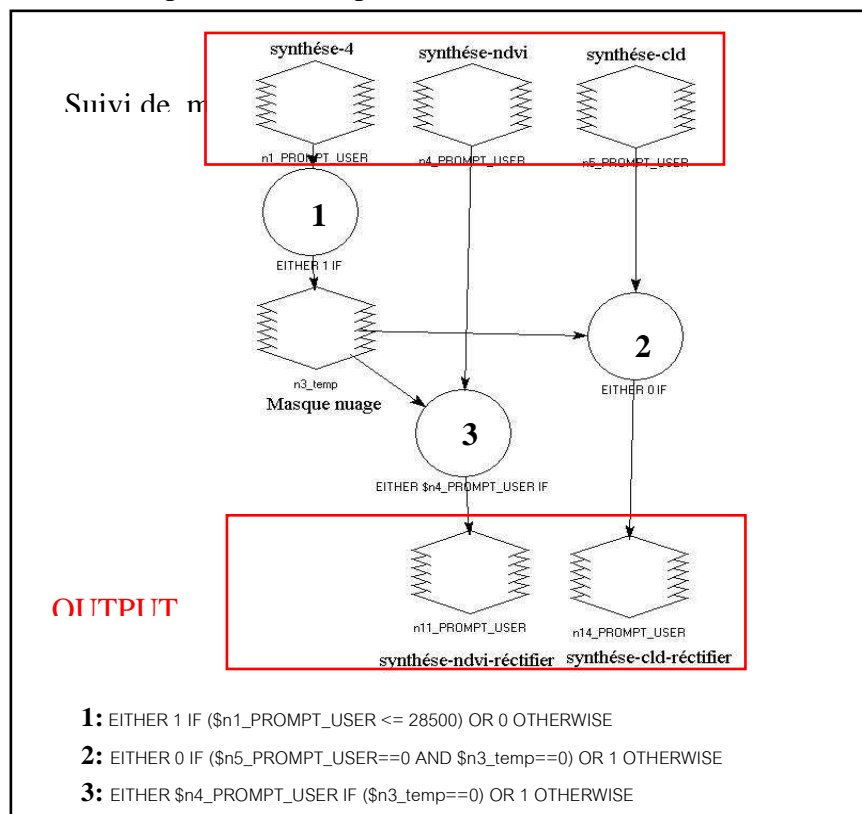 synthése-4 synthése-ndvi synthése-cld
Suivi de
n1_PROMPT_USER n4_PROMPT_USER n5_PROMPT_USER
1
EITHER 1 IF
2
n3_temp
EITHER 0 IF
Masque nuage
3
EITHER $n4_PROMPT_USER IF
OUTPUT
n11_PROMPT_USER n14_PROMPT_USER
synthése-ndvi-réctifier synthése-cld-réctifier
1: EITHER 1 IF ($n1_PROMPT_USER <= 28500) OR 0 OTHERWISE
2: EITHER 0 IF ($n5_PROMPT_USER==0 AND $n3_temp==0) OR 1 OTHERWISE
3: EITHER $n4_PROMPT_USER IF ($n3_temp==0) OR 1 OTHERWISE